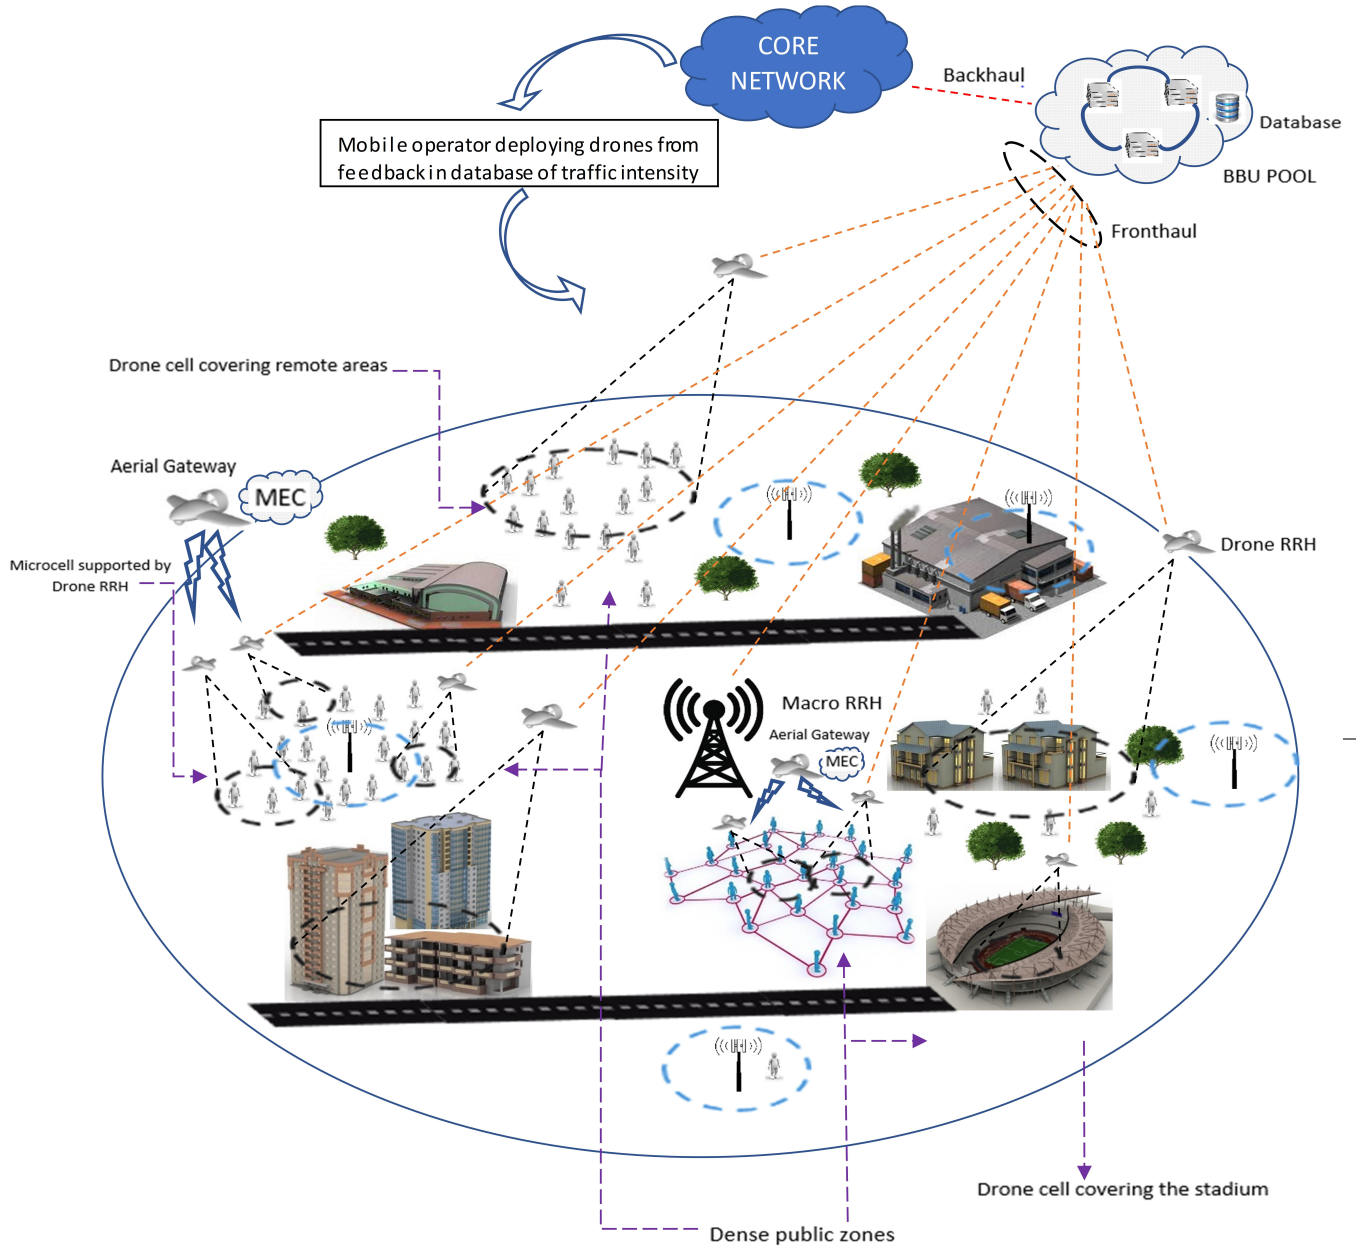 CORE
NETWORK
Backhaul
Database
BBU POOL
Mobile operator deploying drones from
feedback in database of traffic intensity
Fronthaul
Drone cell covering remote areas
Aerial Gateway
MEC
Drone RRH
Microcell supported by
Drone RRH
Macro RRH
Aerial Gateway
MEC
Drone cell covering the stadium
Dense public zones